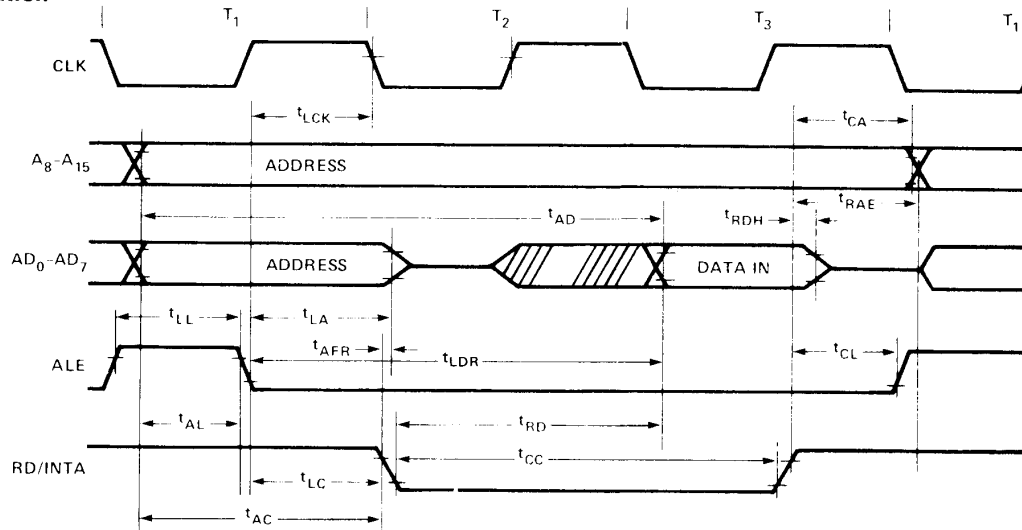 T1 T2 T3 T1
CLK
tLCK tCA
A8-A15 ADDRESS
tAD tRDH tRAE
AD0-AD7 ADDRESS DATA IN
tLL tLA
tAFR tLDR tCL
ALE
tAL tRD
tCC
RD/INTA
tLC
tAC